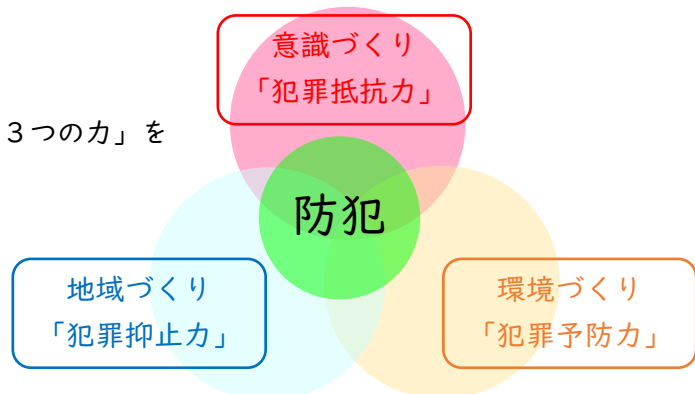 意識づくり
「犯罪抵抗力」
３つの力」を
防犯
地域づくり
「犯罪抑止力」
環境づくり
「犯罪予防力」